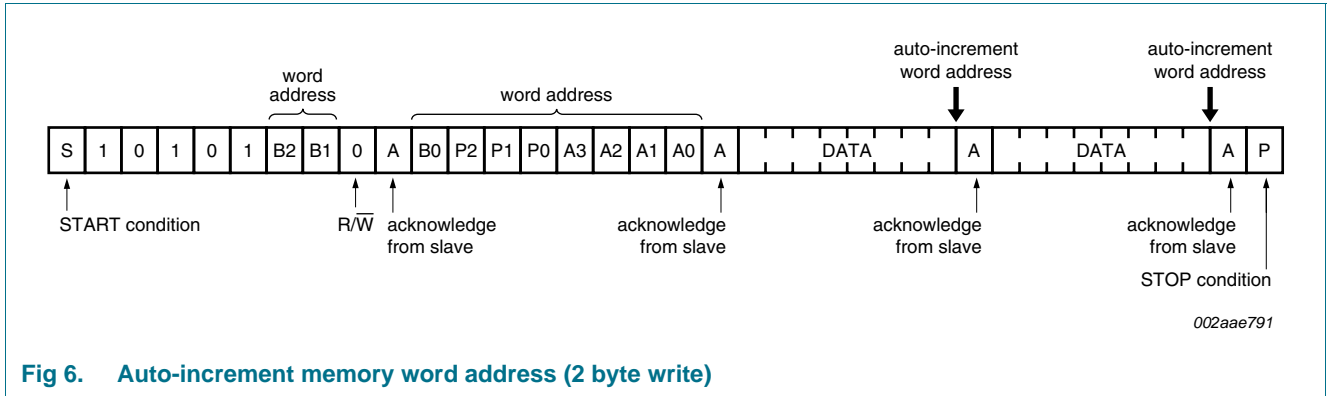 auto-increment
word address
auto-increment
word address
word
address
word address
S 1 0 1 0 1 B2 B1 0 A B0 P2 P1 P0 A3 A2 A1 A0 A DATA A DATA A P
START condition
R/W̅
acknowledge
from slave
acknowledge
from slave
acknowledge
from slave
acknowledge
from slave
STOP condition
002aae791
Fig 6. Auto-increment memory word address (2 byte write)